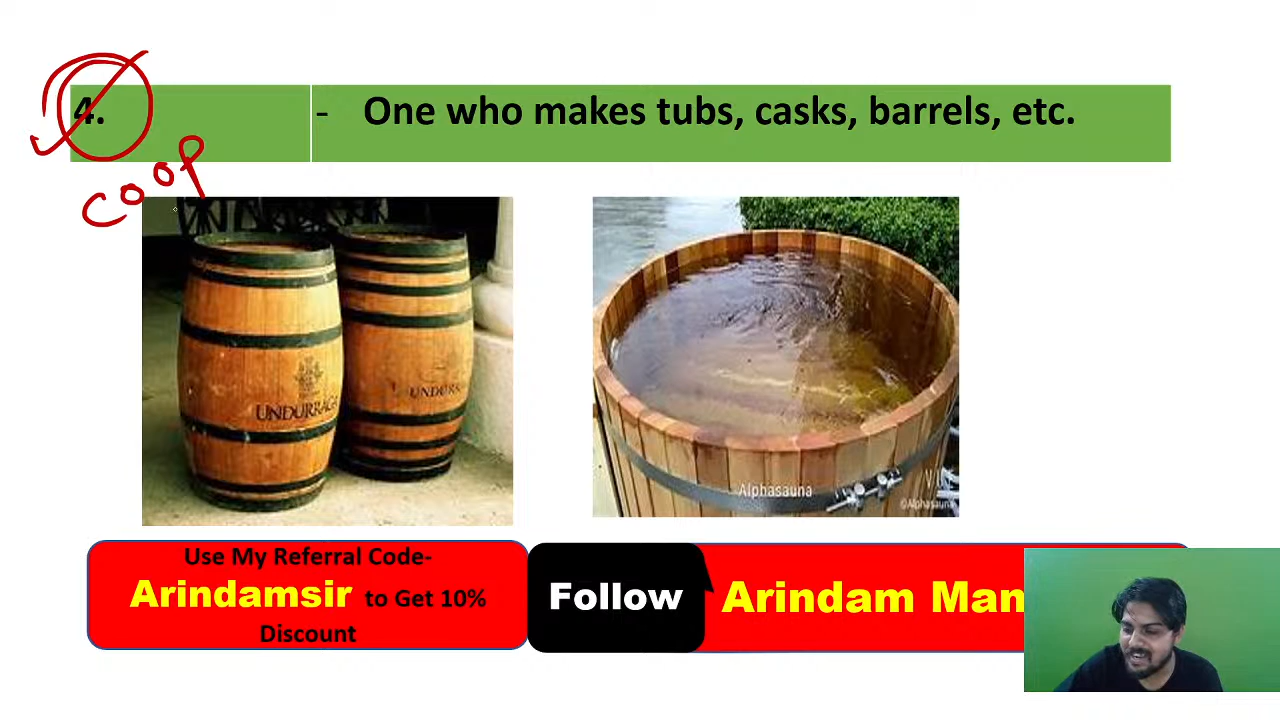 4. - One who makes tubs, casks, barrels, etc.
coop
UNDURRAGA
UNDURRA
Alphasauna
©Alphasauna
Use My Referral Code-
Arindamsir to Get 10%
Discount
Follow
Arindam Man